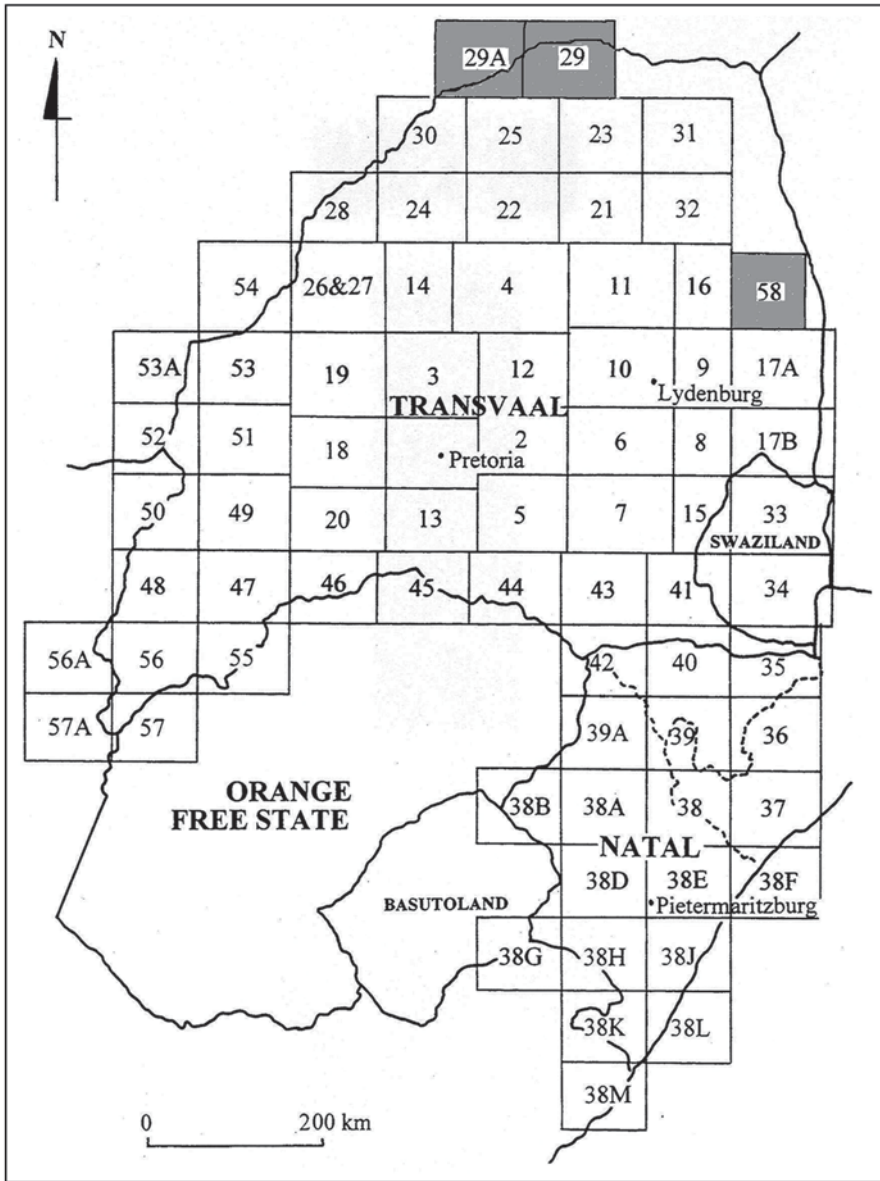 N
29A 29
30 25 23 31
28 24 22 21 32
54 26&27 14 4 11 16 58
53A 53 19 3 12 10 9 17A
Lydenburg
TRANSVAAL
52 51 18 2 6 8 17B
Pretoria
50 49 20 13 5 7 15 33
SWAZILAND
48 47 46 45 44 43 41 34
56A 56 55 42 40 35
57A 57 39A 39 36
ORANGE
FREE STATE
38B 38A 38 37
NATAL
BASUTOLAND
38D 38E 38F
Pietermaritzburg
38G 38H 38J
38K 38L
38M
0 200 km